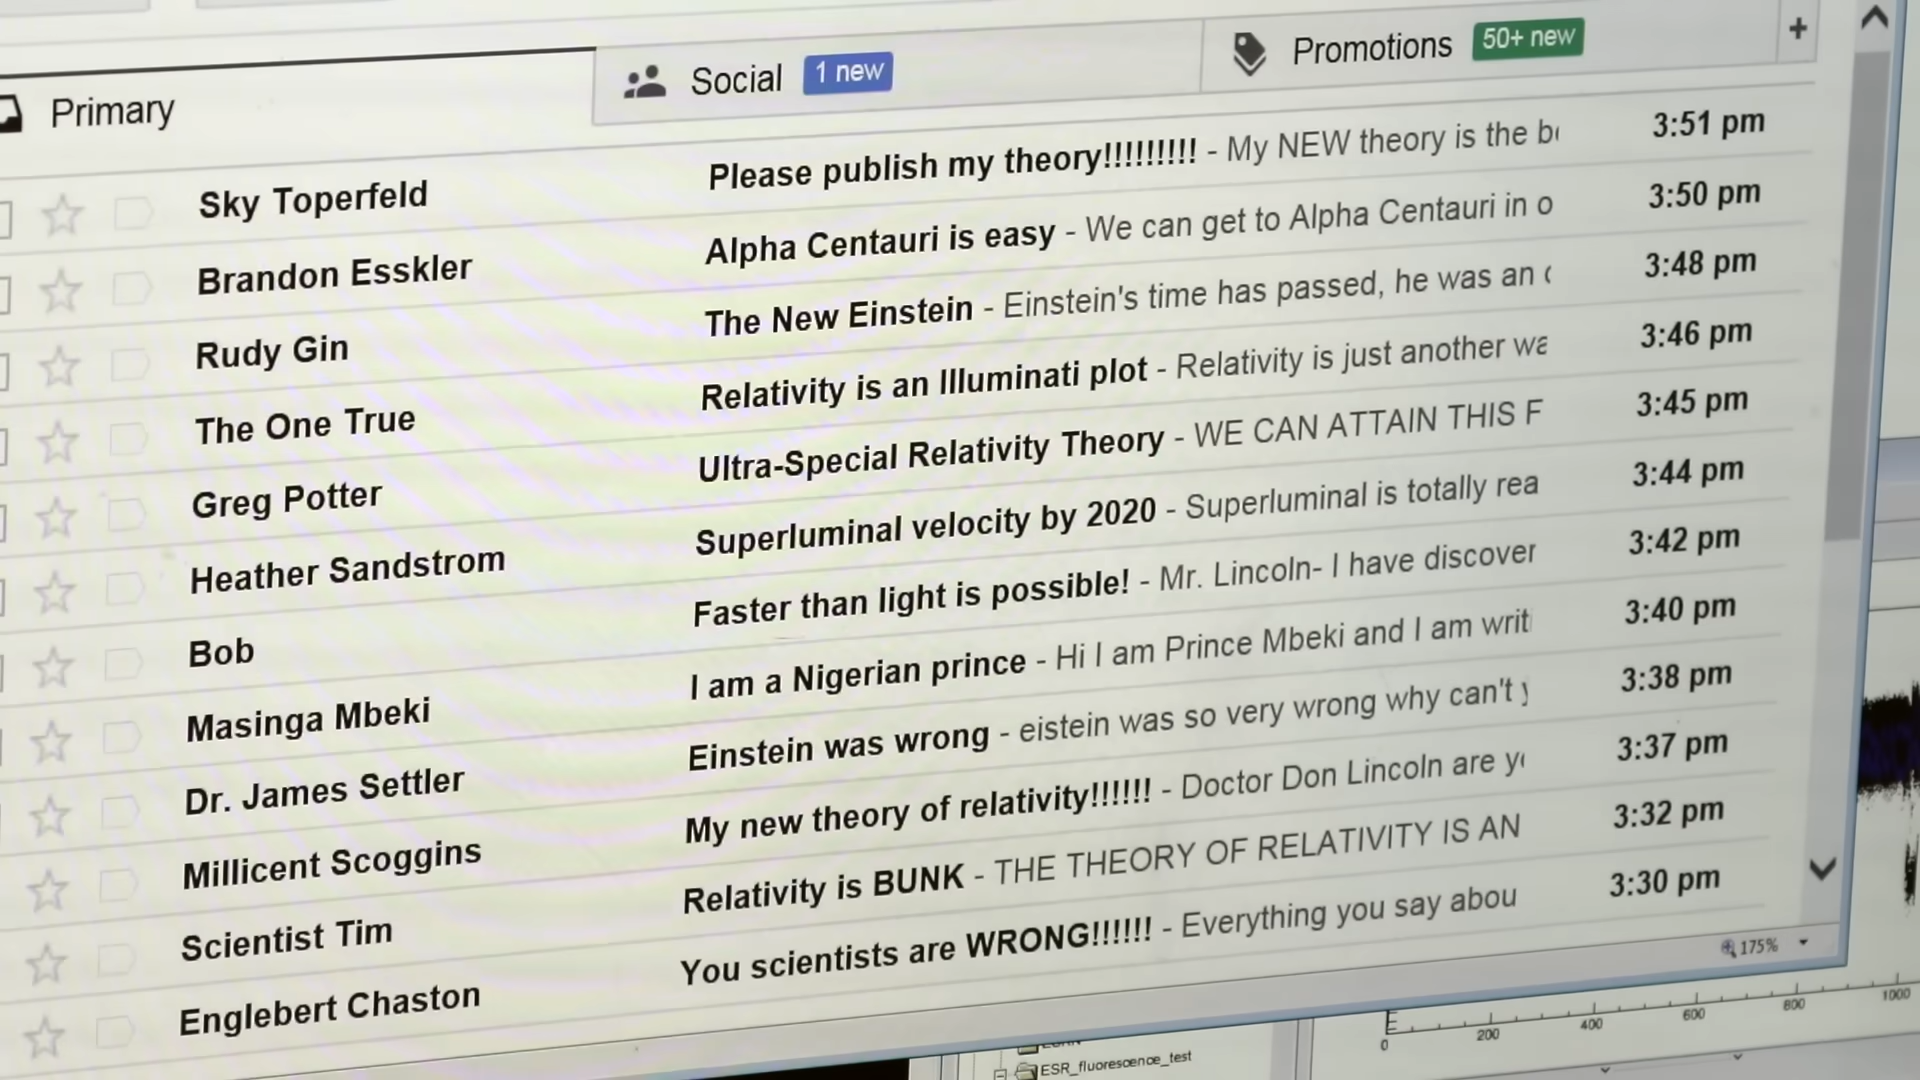 Primary
Social 1 new
Promotions 50+ new +
Sky Toperfeld Please publish my theory!!!!!!!!! - My NEW theory is the 3:51 pm
Brandon Esskler Alpha Centauri is easy - We can get to Alpha Centauri in o 3:50 pm
Rudy Gin The New Einstein - Einstein's time has passed, he was an 3:48 pm
The One True Relativity is an Illuminati plot - Relativity is just another wa 3:46 pm
Greg Potter Ultra-Special Relativity Theory - WE CAN ATTAIN THIS F 3:45 pm
Heather Sandstrom Superluminal velocity by 2020 - Superluminal is totally rea 3:44 pm
Bob Faster than light is possible! - Mr. Lincoln- I have discover 3:42 pm
Masinga Mbeki I am a Nigerian prince - Hi I am Prince Mbeki and I am writi 3:40 pm
Dr. James Settler Einstein was wrong - eistein was so very wrong why can't 3:38 pm
Millicent Scoggins My new theory of relativity!!!!!! - Doctor Don Lincoln are 3:37 pm
Scientist Tim Relativity is BUNK - THE THEORY OF RELATIVITY IS AN 3:32 pm
Englebert Chaston You scientists are WRONG!!!!!! - Everything you say abou 3:30 pm
175%
0 200 400 600 800 1000
ESR_fluorescence_test